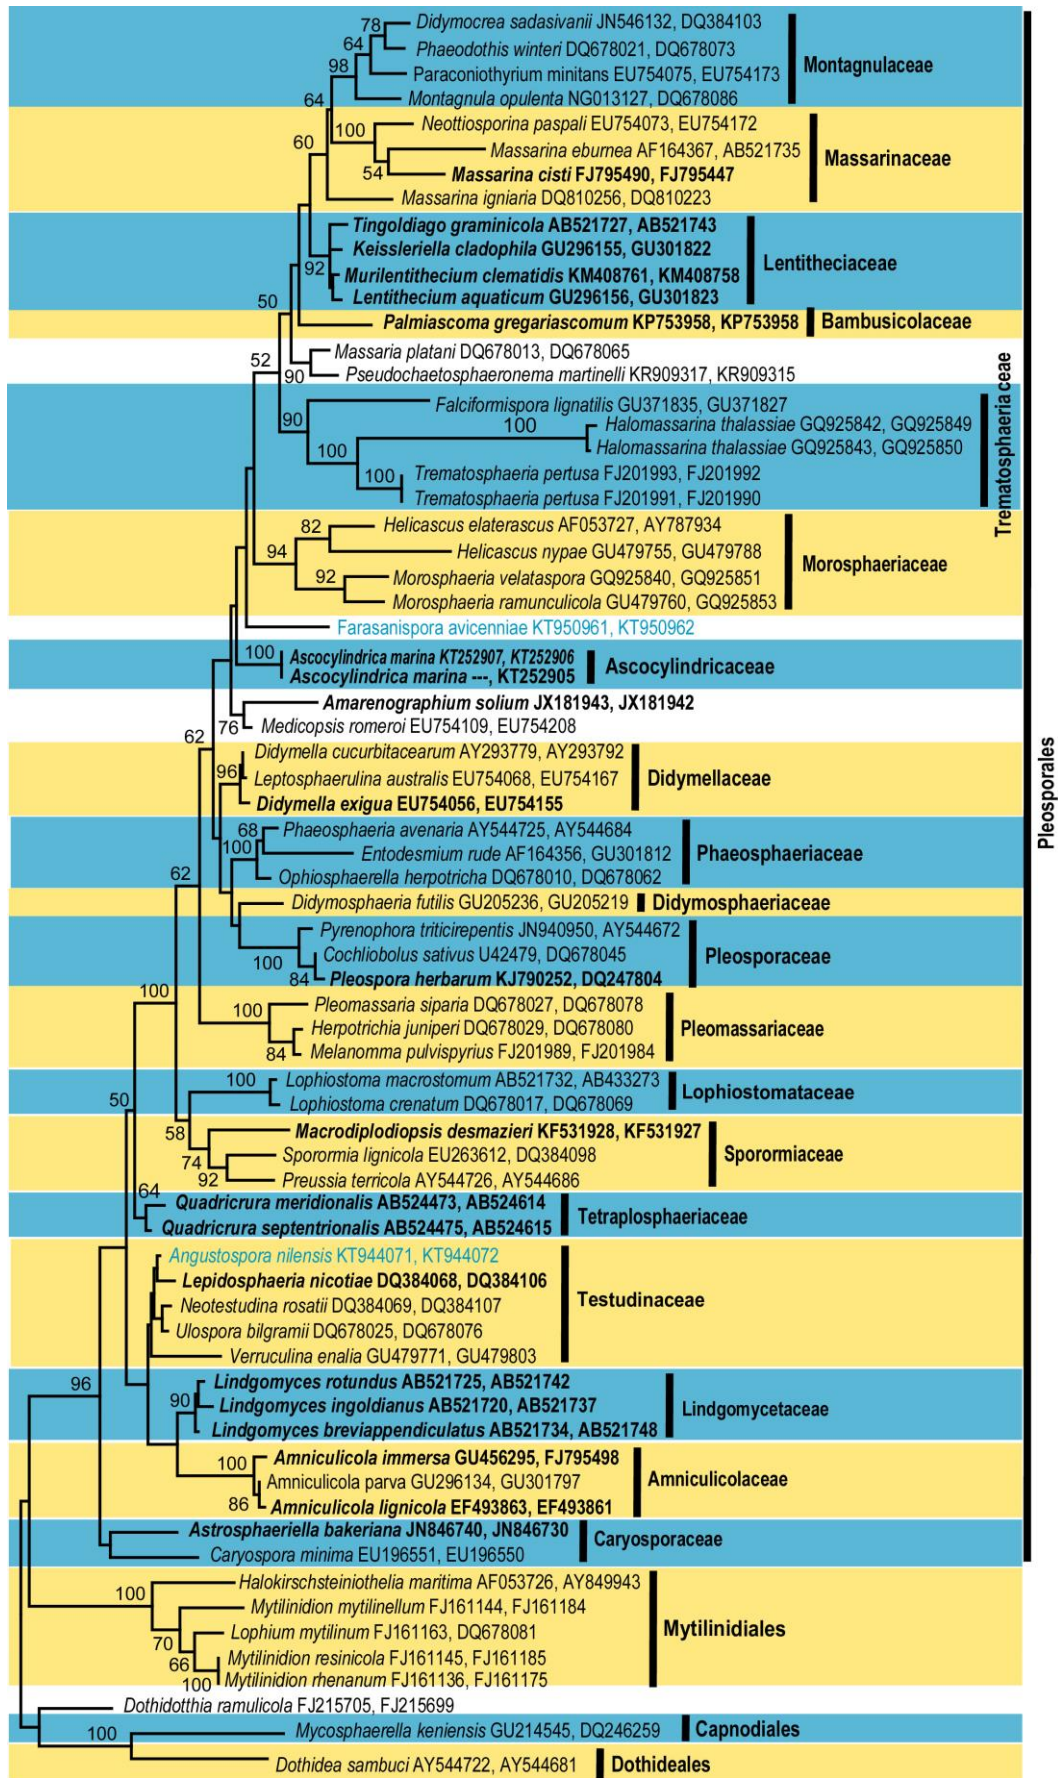 78
Didymocrea sadasivanii JN546132, DQ384103
64
Phaeodothis winteri DQ678021, DQ678073
98
Paraconiothyrium minitans EU754075, EU754173
Montagnulaceae
64
Montagnula opulenta NG013127, DQ678086
100
Neottiosporina paspali EU754073, EU754172
60
Massarina eburnea AF164367, AB521735
Massarinaceae
54
Massarina cisti FJ795490, FJ795447
Massarina igniaria DQ810256, DQ810223
Tingoldiago graminicola AB521727, AB521743
Keissleriella cladophila GU296155, GU301822
Lentitheciaceae
92
Murilentithecium clematidis KM408761, KM408758
Lentithecium aquaticum GU296156, GU301823
50
Palmiascoma gregariascomum KP753958, KP753958
Bambusicolaceae
52
Massaria platani DQ678013, DQ678065
90
Pseudochaetosphaeronema martinelli KR909317, KR909315
Trematosphaeriaceae
90
Falciformispora lignatilis GU371835, GU371827
100
Halomassarina thalassiae GQ925842, GQ925849
100
Halomassarina thalassiae GQ925843, GQ925850
100
Trematosphaeria pertusa FJ201993, FJ201992
Trematosphaeria pertusa FJ201991, FJ201990
82
Helicascus elaterascus AF053727, AY787934
94
Helicascus nypae GU479755, GU479788
Morosphaeriaceae
92
Morosphaeria velataspora GQ925840, GQ925851
Morosphaeria ramunculicola GU479760, GQ925853
Farasanispora avicenniae KT950961, KT950962
100
Ascocylindrica marina KT252907, KT252906
Ascocylindricaceae
Ascocylindrica marina ---, KT252905
Amarenographium solium JX181943, JX181942
76
Medicopsis romeroi EU754109, EU754208
62
Pleosporales
Didymella cucurbitacearum AY293779, AY293792
96
Leptosphaerulina australis EU754068, EU754167
Didymellaceae
Didymella exigua EU754056, EU754155
68
Phaeosphaeria avenaria AY544725, AY544684
100
Entodesmium rude AF164356, GU301812
Phaeosphaeriaceae
62
Ophiosphaerella herpotricha DQ678010, DQ678062
Didymosphaeria futilis GU205236, GU205219
Didymosphaeriaceae
Pyrenophora triticirepentis JN940950, AY544672
100
Cochliobolus sativus U42479, DQ678045
Pleosporaceae
84
Pleospora herbarum KJ790252, DQ247804
100
100
Pleomassaria siparia DQ678027, DQ678078
Herpotrichia juniperi DQ678029, DQ678080
Pleomassariaceae
84
Melanomma pulvispyrius FJ201989, FJ201984
100
Lophiostoma macrostomum AB521732, AB433273
Lophiostomataceae
50
Lophiostoma crenatum DQ678017, DQ678069
58
Macrodiplodiopsis desmazieri KF531928, KF531927
74
Sporormia lignicola EU263612, DQ384098
Sporormiaceae
92
Preussia terricola AY544726, AY544686
64
Quadricrura meridionalis AB524473, AB524614
Tetraplosphaeriaceae
Quadricrura septentrionalis AB524475, AB524615
Angustospora nilensis KT944071, KT944072
Lepidosphaeria nicotiae DQ384068, DQ384106
Neotestudina rosatii DQ384069, DQ384107
Testudinaceae
Ulospora bilgramii DQ678025, DQ678076
Verruculina enalia GU479771, GU479803
96
Lindgomyces rotundus AB521725, AB521742
90
Lindgomyces ingoldianus AB521720, AB521737
Lindgomycetaceae
Lindgomyces breviappendiculatus AB521734, AB521748
100
Amniculicola immersa GU456295, FJ795498
Amniculicola parva GU296134, GU301797
Amniculicolaceae
86
Amniculicola lignicola EF493863, EF493861
Astrosphaeriella bakeriana JN846740, JN846730
Caryosporaceae
Caryospora minima EU196551, EU196550
100
Halokirschsteiniothelia maritima AF053726, AY849943
Mytilinidion mytilinellum FJ161144, FJ161184
70
Lophium mytilinum FJ161163, DQ678081
Mytilinidiales
66
Mytilinidion resinicola FJ161145, FJ161185
100
Mytilinidion rhenanum FJ161136, FJ161175
Dothidotthia ramulicola FJ215705, FJ215699
100
Mycosphaerella keniensis GU214545, DQ246259
Capnodiales
Dothidea sambuci AY544722, AY544681
Dothideales